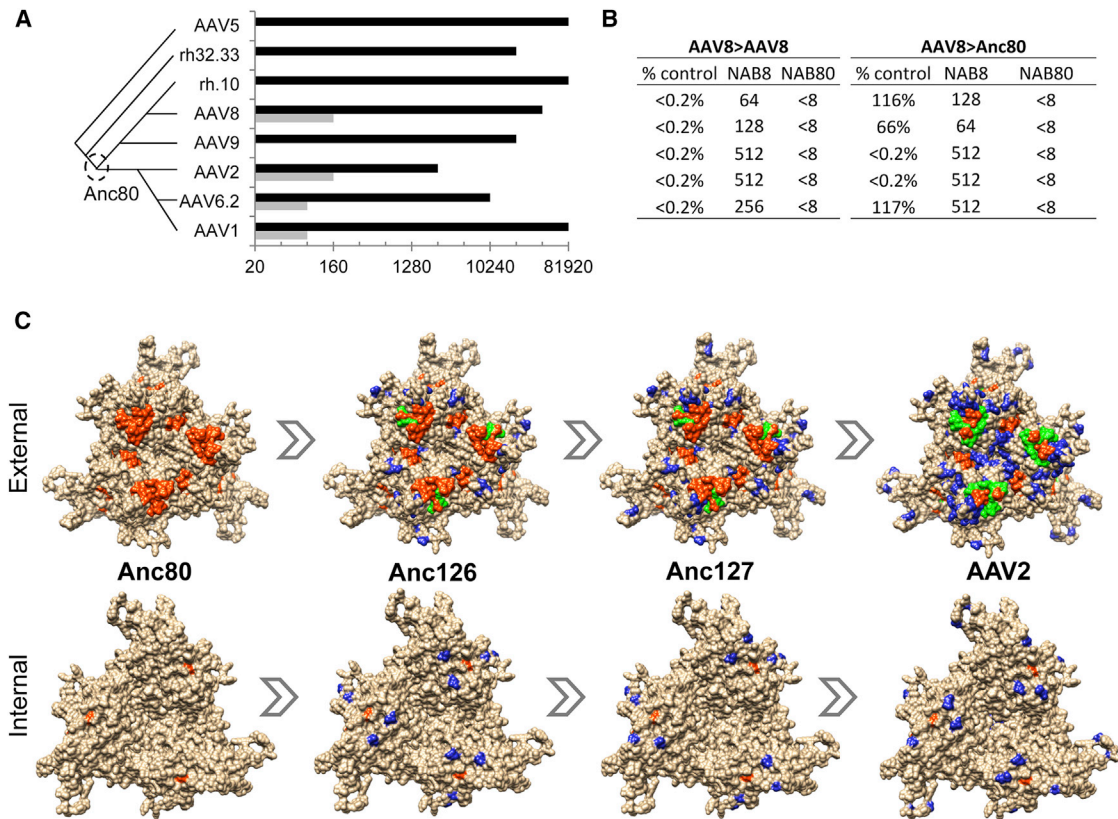 A
AAV5
rh32.33
rh.10
AAV8
AAV9
AAV2
AAV6.2
AAV1
Anc80
20 160 1280 10240 81920
B
AAV8>AAV8 AAV8>Anc80
% control NAB8 NAB80 % control NAB8 NAB80
<0.2% 64 <8 116% 128 <8
<0.2% 128 <8 66% 64 <8
<0.2% 512 <8 <0.2% 512 <8
<0.2% 512 <8 <0.2% 512 <8
<0.2% 256 <8 117% 512 <8
C
External
Anc80 Anc126 Anc127 AAV2
Internal